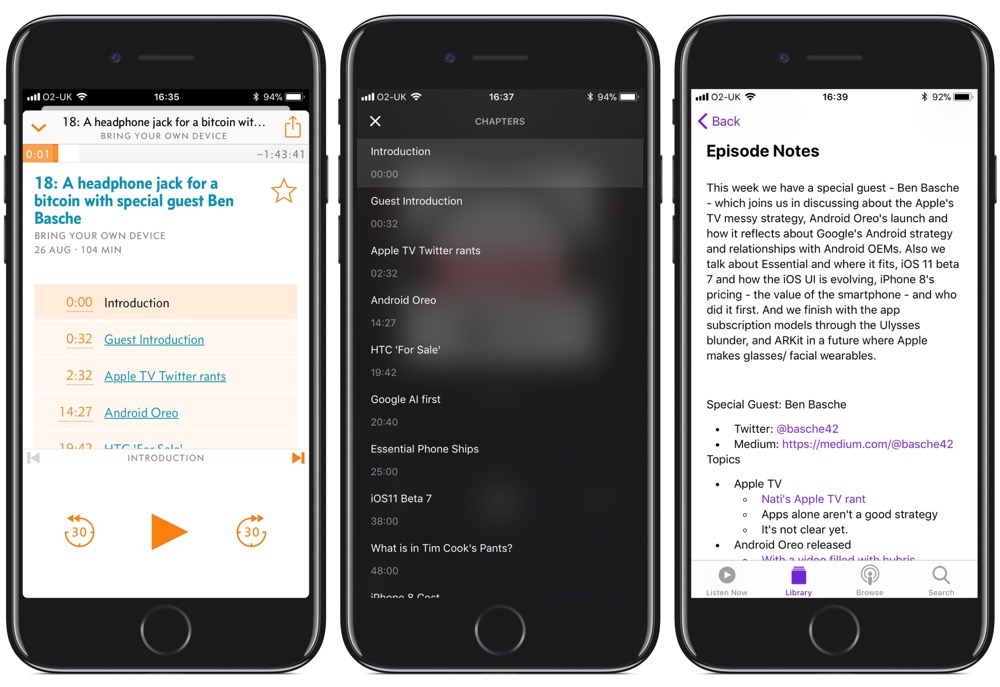 O2-UK 16:35 94%
18: A headphone jack for a bitcoin wit...
BRING YOUR OWN DEVICE
0:01 −1:43:41
18: A headphone jack for a
bitcoin with special guest Ben
Basche
BRING YOUR OWN DEVICE
26 AUG · 104 MIN
0:00 Introduction
0:32 Guest Introduction
2:32 Apple TV Twitter rants
14:27 Android Oreo
19:42 HTC 'For Sale'
INTRODUCTION
30 30
O2-UK 16:37 94%
CHAPTERS
Introduction
00:00
Guest Introduction
00:32
Apple TV Twitter rants
02:32
Android Oreo
14:27
HTC 'For Sale'
19:42
Google AI first
20:40
Essential Phone Ships
25:00
iOS11 Beta 7
38:00
What is in Tim Cook's Pants?
48:00
iPhone 8 Cost
O2-UK 16:39 92%
Back
Episode Notes
This week we have a special guest - Ben Basche
- which joins us in discussing about the Apple's
TV messy strategy, Android Oreo's launch and
how it reflects about Google's Android strategy
and relationships with Android OEMs. Also we
talk about Essential and where it fits, iOS 11 beta
7 and how the iOS UI is evolving, iPhone 8's
pricing - the value of the smartphone - and who
did it first. And we finish with the app
subscription models through the Ulysses
blunder, and ARKit in a future where Apple
makes glasses/ facial wearables.
Special Guest: Ben Basche
• Twitter: @basche42
• Medium: https://medium.com/@basche42
Topics
• Apple TV
◦ Nati's Apple TV rant
◦ Apps alone aren't a good strategy
◦ It's not clear yet.
• Android Oreo released
◦ With a video filled with hubris
Listen Now Library Browse Search